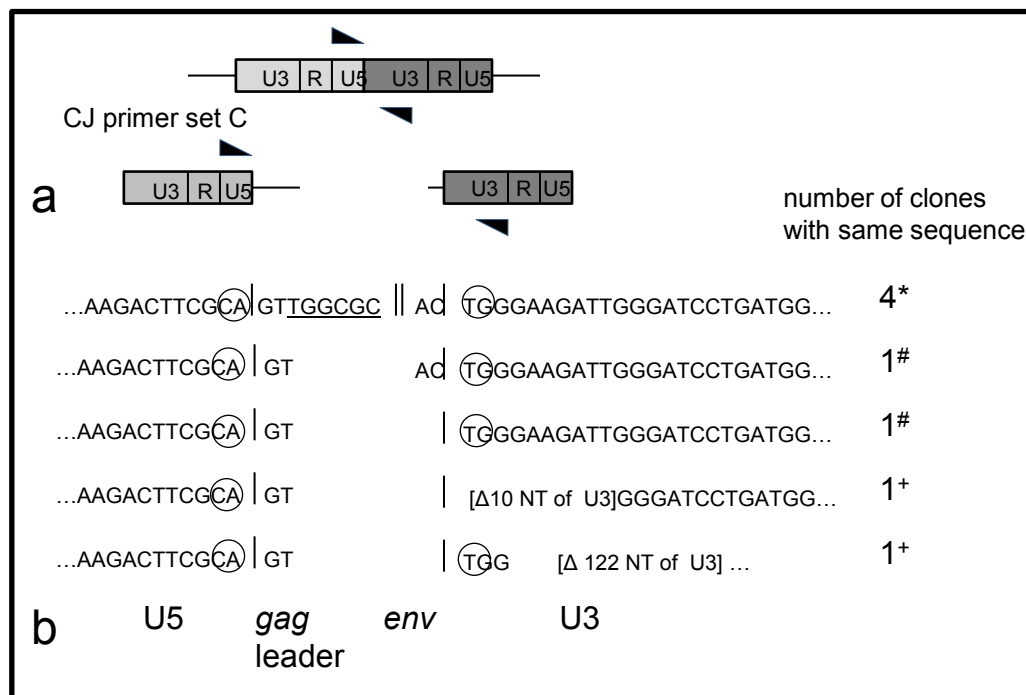 U3 R U5 U3 R U5
CJ primer set C
U3 R U5 U3 R U5
a
number of clones
with same sequence
...AAGACTTCGCA GTTGGCGC AC TGGGAAGATTGGGATCCTGATGG... 4*
...AAGACTTCGCA GT AC TGGGAAGATTGGGATCCTGATGG... 1#
...AAGACTTCGCA GT TGGGAAGATTGGGATCCTGATGG... 1#
...AAGACTTCGCA GT [Δ10 NT of U3]GGGATCCTGATGG... 1+
...AAGACTTCGCA GT TGG [Δ 122 NT of U3] ... 1+
b U5 gag env U3
leader